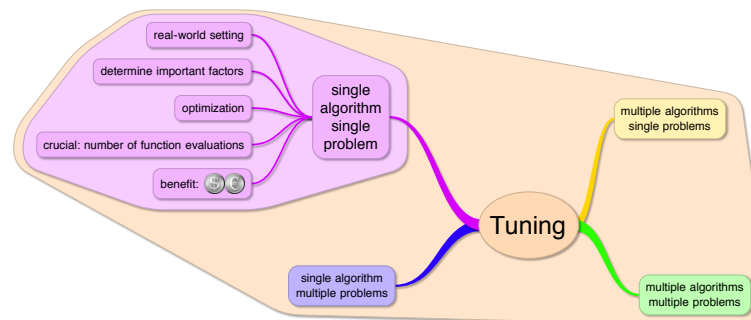 real-world setting
determine important factors
optimization
crucial: number of function evaluations
benefit: $ €
single
algorithm
single
problem
multiple algorithms
single problems
Tuning
single algorithm
multiple problems
multiple algorithms
multiple problems